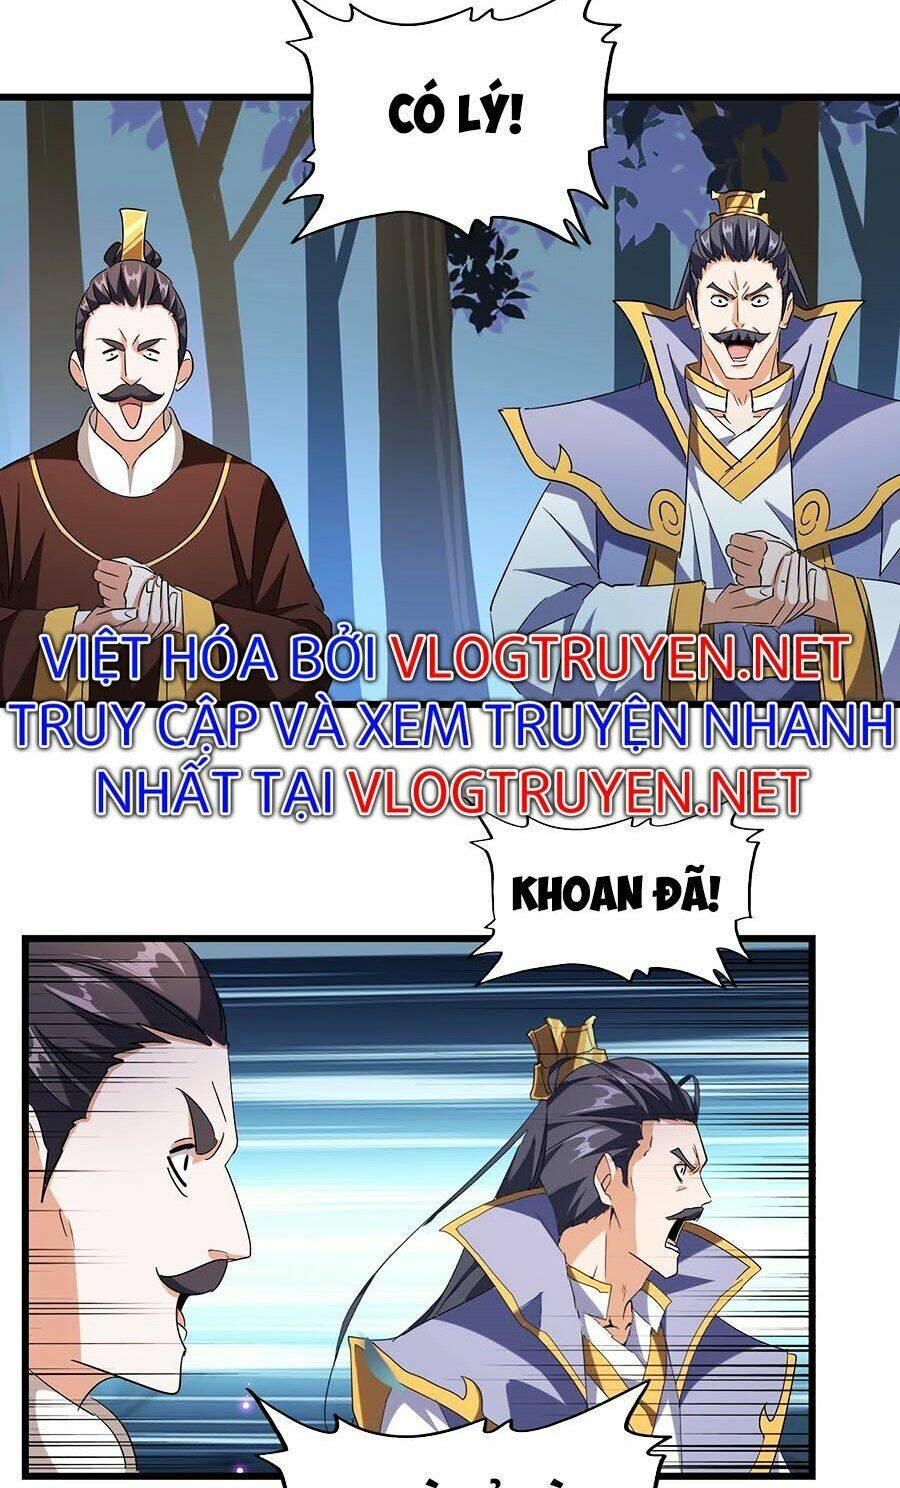 CÓ LÝ!
VIỆT HÓA BỞI VLOGTRUYEN.NET
TRUY CẬP VÀ XEM TRUYỆN NHANH
NHẤT TẠI VLOGTRUYEN.NET
KHOAN ĐÃ!